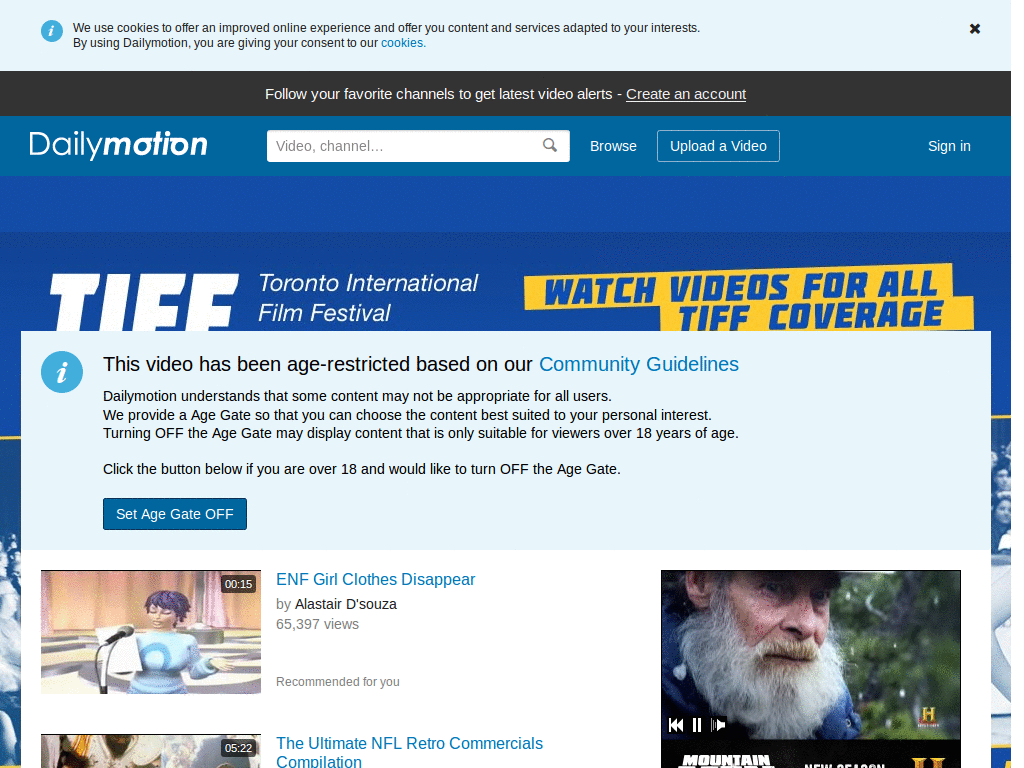 We use cookies to offer an improved online experience and offer you content and services adapted to your interests.
By using Dailymotion, you are giving your consent to our cookies.
Follow your favorite channels to get latest video alerts - Create an account
Dailymotion
Video, channel...
Browse
Upload a Video
Sign in
TIFF
Toronto International
Film Festival
WATCH VIDEOS FOR ALL
TIFF COVERAGE
This video has been age-restricted based on our Community Guidelines
Dailymotion understands that some content may not be appropriate for all users.
We provide a Age Gate so that you can choose the content best suited to your personal interest.
Turning OFF the Age Gate may display content that is only suitable for viewers over 18 years of age.
Click the button below if you are over 18 and would like to turn OFF the Age Gate.
Set Age Gate OFF
00:15
ENF Girl Clothes Disappear
by Alastair D'souza
65,397 views
Recommended for you
05:22
The Ultimate NFL Retro Commercials
Compilation
H
MOUNTAIN
NEW SEASON
H